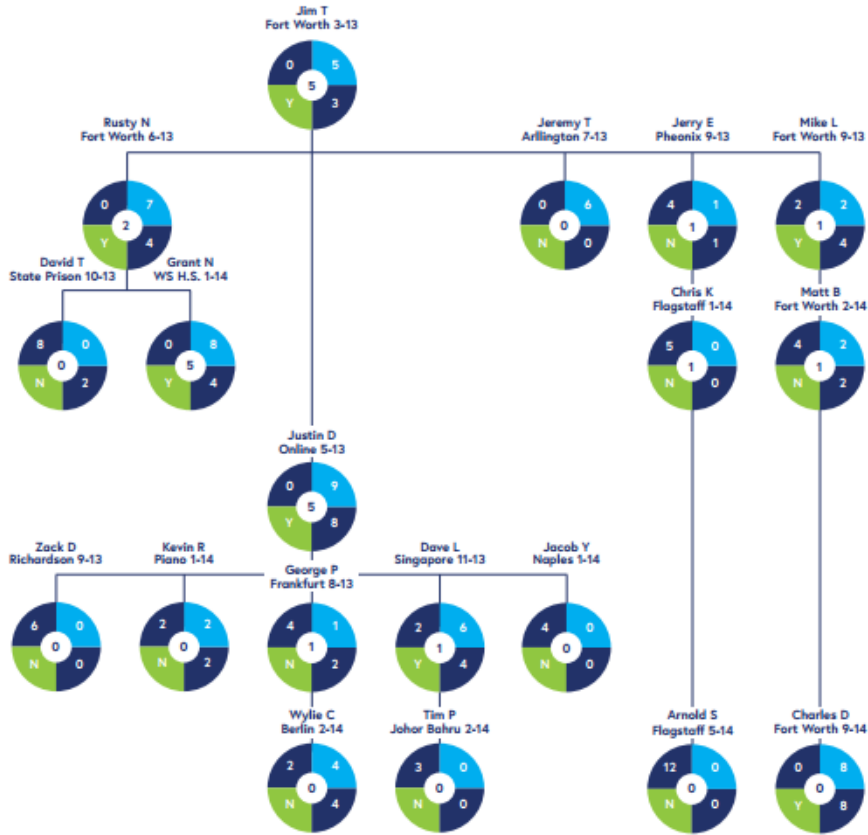 Jim T
Fort Worth 3-13
0 5
5
Y 3
Rusty N
Fort Worth 6-13
Jeremy T
Arllington 7-13
Jerry E
Pheonix 9-13
Mike L
Fort Worth 9-13
0 7
2
Y 4
0 6
0
N 0
4 1
1
N 1
2 2
1
Y 4
David T
State Prison 10-13
Grant N
WS H.S. 1-14
Chris K
Flagstaff 1-14
Matt B
Fort Worth 2-14
8 0
0
N 2
0 8
5
Y 4
5 0
1
N 0
4 2
1
N 2
Justin D
Online 5-13
0 9
5
Y 8
Zack D
Richardson 9-13
Kevin R
Plano 1-14
George P
Frankfurt 8-13
Dave L
Singapore 11-13
Jacob Y
Naples 1-14
6 0
0
N 0
2 2
0
N 2
4 1
1
N 2
2 6
1
Y 4
4 0
0
N 0
Wylie C
Berlin 2-14
Tim P
Johor Bahru 2-14
Arnold S
Flagstaff 5-14
Charles D
Fort Worth 9-14
2 4
0
N 4
3 0
0
N 0
12 0
0
N 0
0 8
0
Y 8